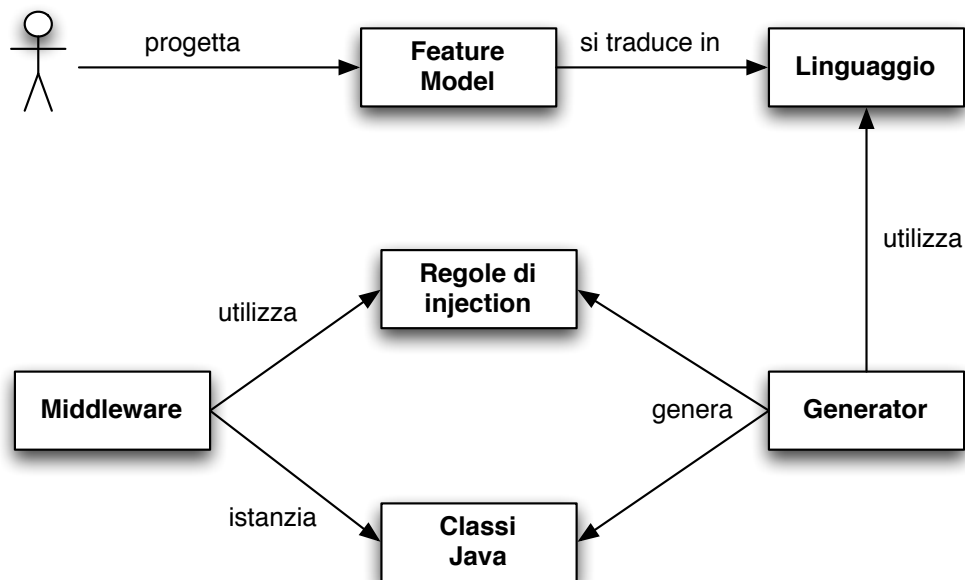 progetta
Feature
Model
si traduce in
Linguaggio
utilizza
Regole di
injection
utilizza
Middleware
genera
Generator
istanzia
Classi
Java